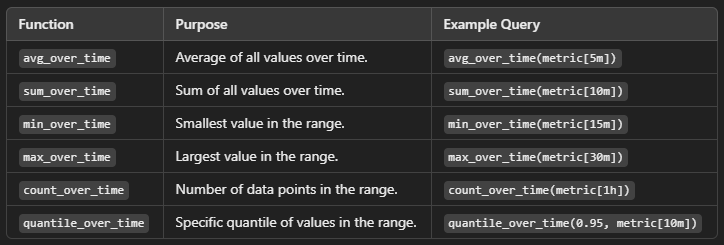 Function Purpose Example Query
avg_over_time Average of all values over time. avg_over_time(metric[5m])
sum_over_time Sum of all values over time. sum_over_time(metric[10m])
min_over_time Smallest value in the range. min_over_time(metric[15m])
max_over_time Largest value in the range. max_over_time(metric[30m])
count_over_time Number of data points in the range. count_over_time(metric[1h])
quantile_over_time Specific quantile of values in the range. quantile_over_time(0.95, metric[10m])